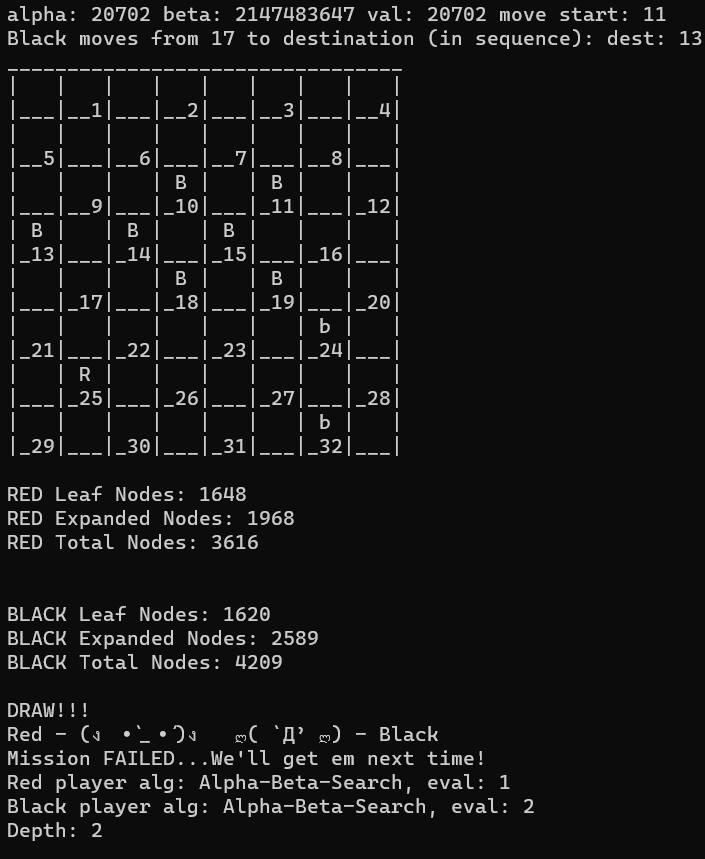 alpha: 20702 beta: 2147483647 val: 20702 move start: 11
Black moves from 17 to destination (in sequence): dest: 13
_________________________________
|   |   |   |   |   |   |   |   |
|___|__1|___|__2|___|__3|___|__4|
|   |   |   |   |   |   |   |   |
|__5|___|__6|___|__7|___|__8|___|
|   |   |   | B |   | B |   |   |
|___|__9|___|_10|___|_11|___|_12|
| B |   | B |   | B |   |   |   |
|_13|___|_14|___|_15|___|_16|___|
|   |   |   | B |   | B |   |   |
|___|_17|___|_18|___|_19|___|_20|
|   |   |   |   |   |   | b |   |
|_21|___|_22|___|_23|___|_24|___|
|   | R |   |   |   |   |   |   |
|___|_25|___|_26|___|_27|___|_28|
|   |   |   |   |   |   | b |   |
|_29|___|_30|___|_31|___|_32|___|
RED Leaf Nodes: 1648
RED Expanded Nodes: 1968
RED Total Nodes: 3616
BLACK Leaf Nodes: 1620
BLACK Expanded Nodes: 2589
BLACK Total Nodes: 4209
DRAW!!!
Red - (ง  •̀_•́)ง   ლ( `Д’ ლ) - Black
Mission FAILED...We'll get em next time!
Red player alg: Alpha-Beta-Search, eval: 1
Black player alg: Alpha-Beta-Search, eval: 2
Depth: 2